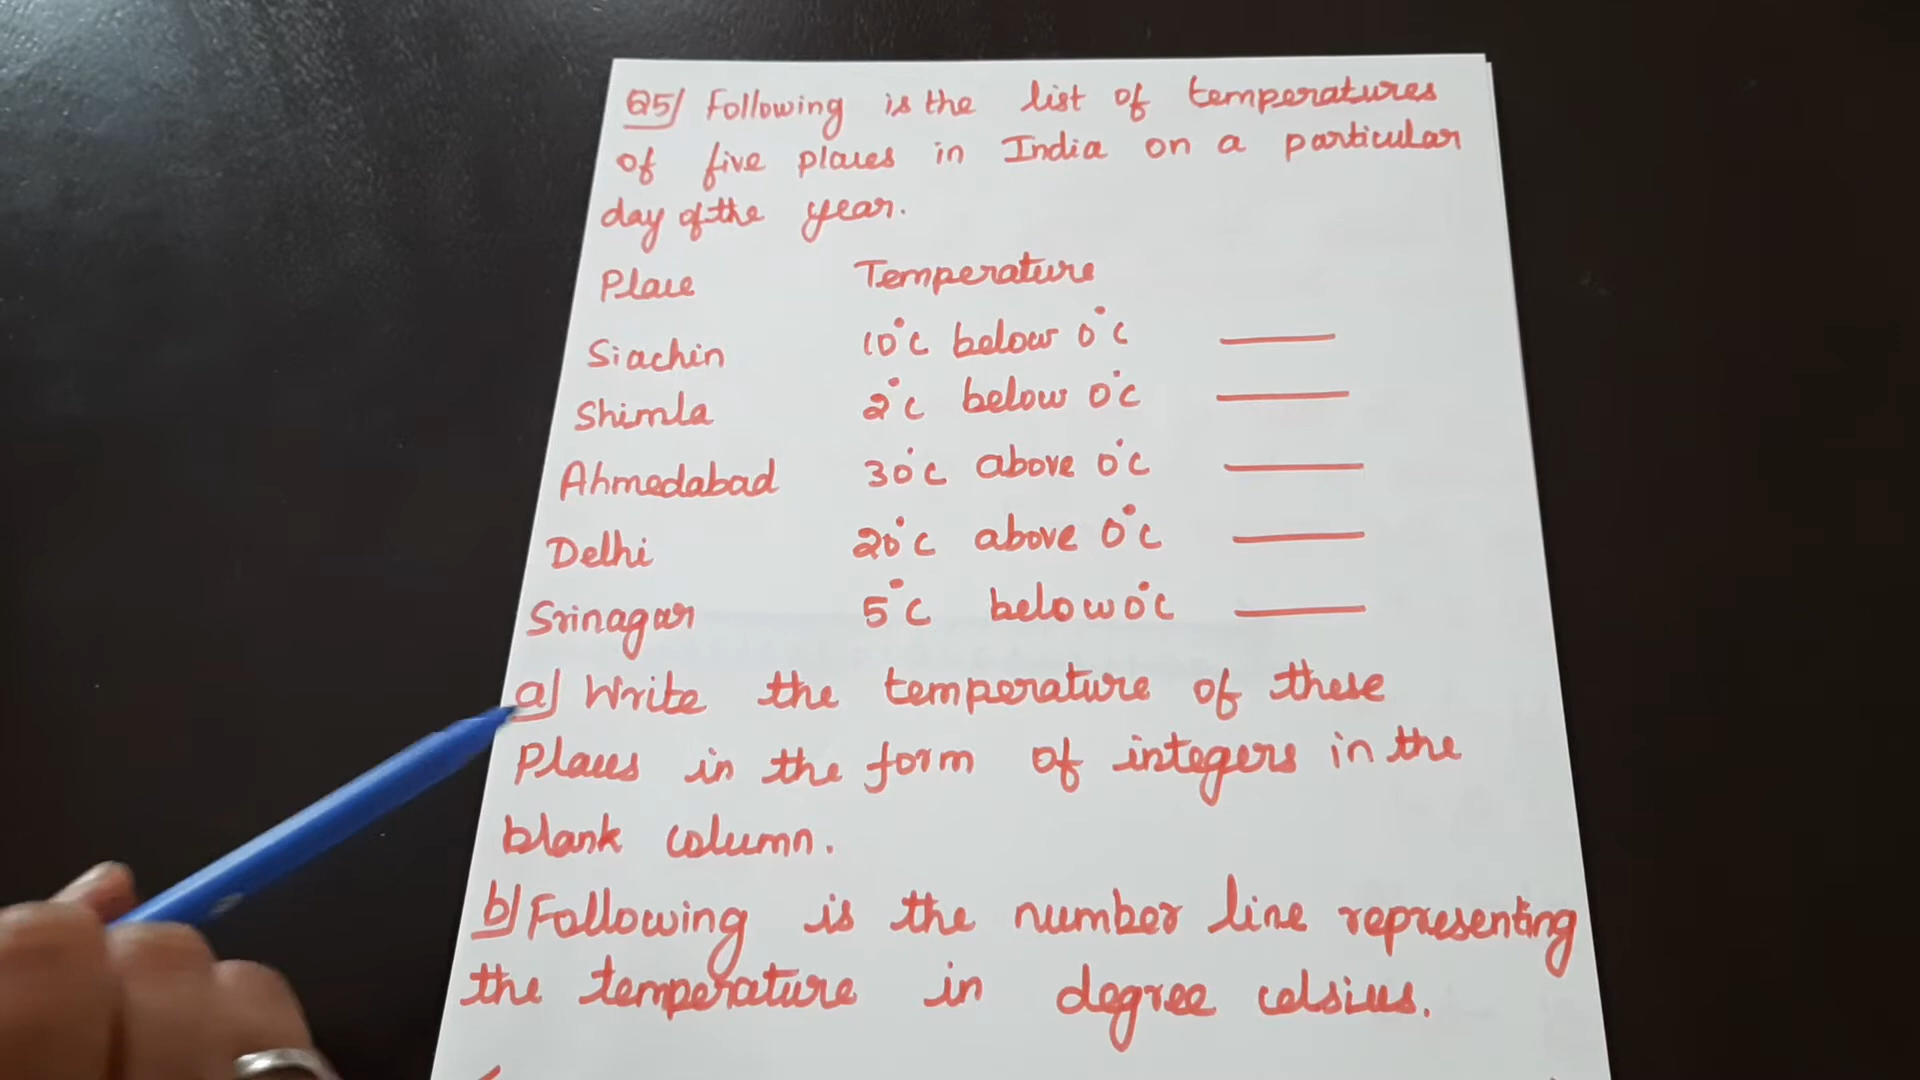 Q5/ Following is the list of temperatures
of five places in India on a particular
day of the year.
Place Temperature
Siachin 10°C below 0°C
Shimla 2°C below 0°C
Ahmedabad 30°C above 0°C
Delhi 20°C above 0°C
Srinagar 5°C below 0°C
a) Write the temperature of these
Places in the form of integers in the
blank column.
b) Following is the number line representing
the temperature in degree celsius.